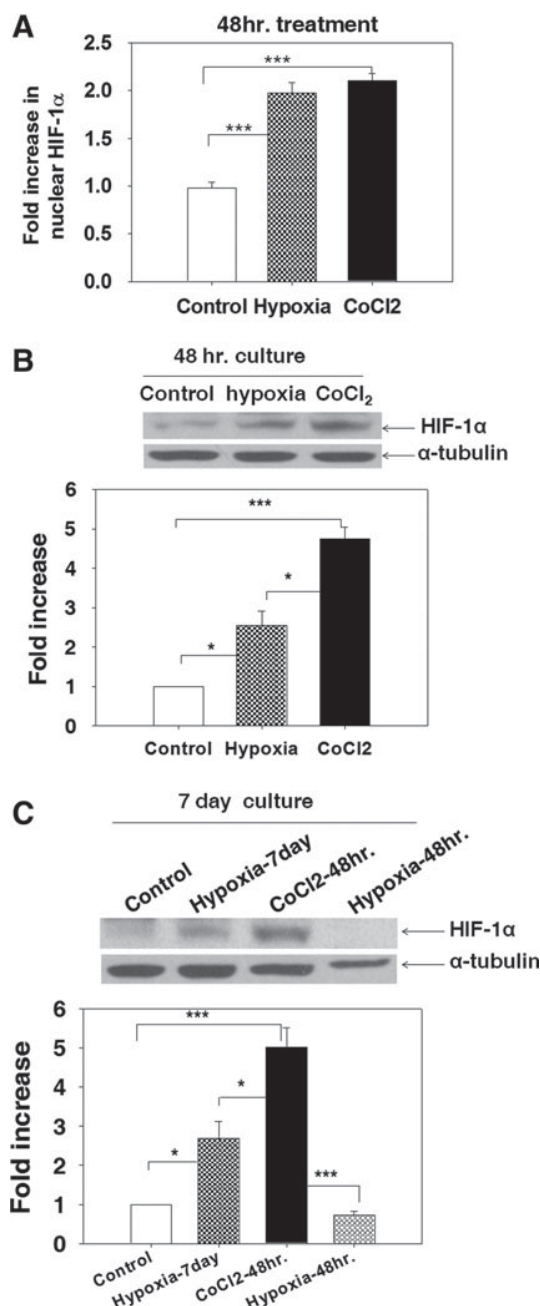 A
48hr. treatment
Fold increase in
nuclear HIF-1α
2.5
2.0
1.5
1.0
0.5
0.0
***
***
Control Hypoxia CoCl2
B
48 hr. culture
Control hypoxia CoCl₂
HIF-1α
α-tubulin
Fold increase
6
5
4
3
2
1
0
***
*
*
Control Hypoxia CoCl2
C
7 day culture
Control Hypoxia-7day CoCl2-48hr. Hypoxia-48hr.
HIF-1α
α-tubulin
Fold increase
6
5
4
3
2
1
0
***
*
*
***
Control Hypoxia-7day CoCl2-48hr. Hypoxia-48hr.